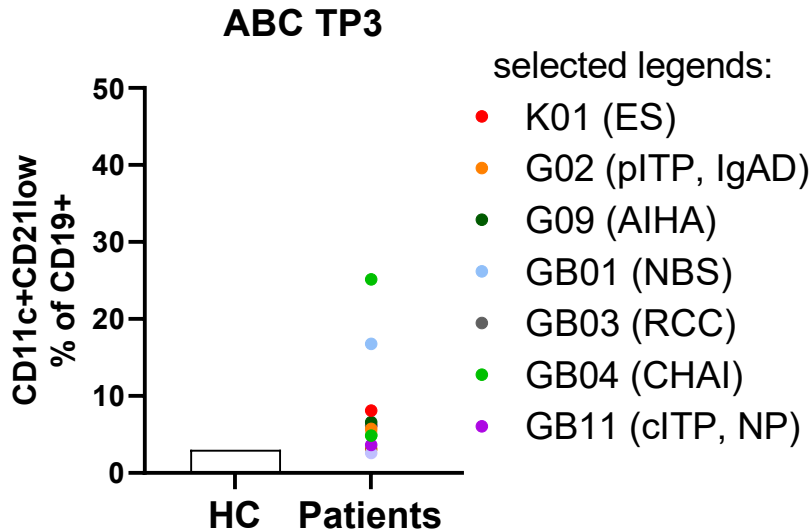 ABC TP3
CD11c+CD21low
% of CD19+
50
40
30
20
10
0
HC
Patients
selected legends:
K01 (ES)
G02 (pITP, IgAD)
G09 (AIHA)
GB01 (NBS)
GB03 (RCC)
GB04 (CHAI)
GB11 (cITP, NP)